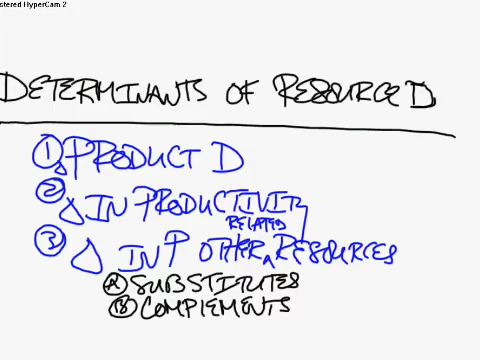 stered HyperCam 2
DETERMINANTS OF RESOURCE D
① Δ PRODUCT D
② Δ IN PRODUCTIVITY
RELATED
③ Δ IN P OTHER ^ RESOURCES
Ⓐ SUBSTITUTES
Ⓑ COMPLEMENTS